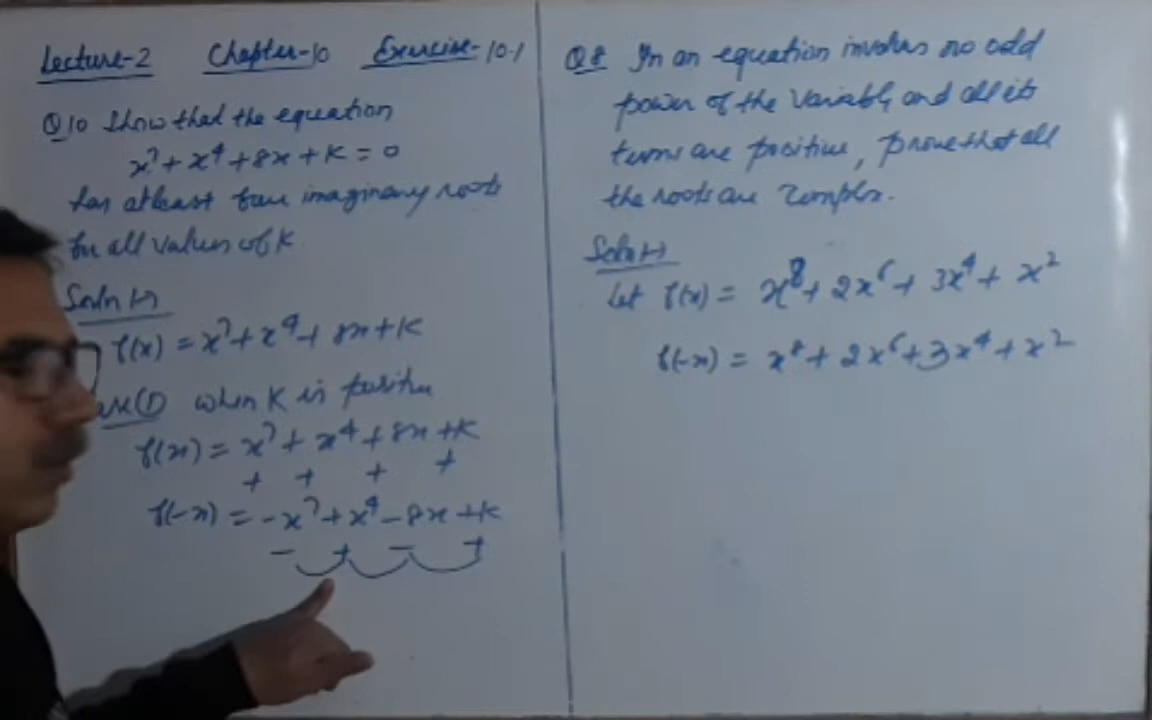 Lecture-2 Chapter-10 Exercise-10.1
Q10 Show that the equation
x⁷ + x⁴ + 8x + K = 0
has atleast four imaginary roots
for all values of K.
Soln
f(x) = x⁷ + x⁴ + 8x + K
Case(1) when K is positive
f(x) = x⁷ + x⁴ + 8x + K
+ + + +
f(-x) = -x⁷ + x⁴ - 8x + K
- + - +
Q8 In an equation involves no odd
power of the variable, and all its
terms are positive, prove that all
the roots are complex.
Soln
Let f(x) = x⁸ + 2x⁶ + 3x⁴ + x²
f(-x) = x⁸ + 2x⁶ + 3x⁴ + x²